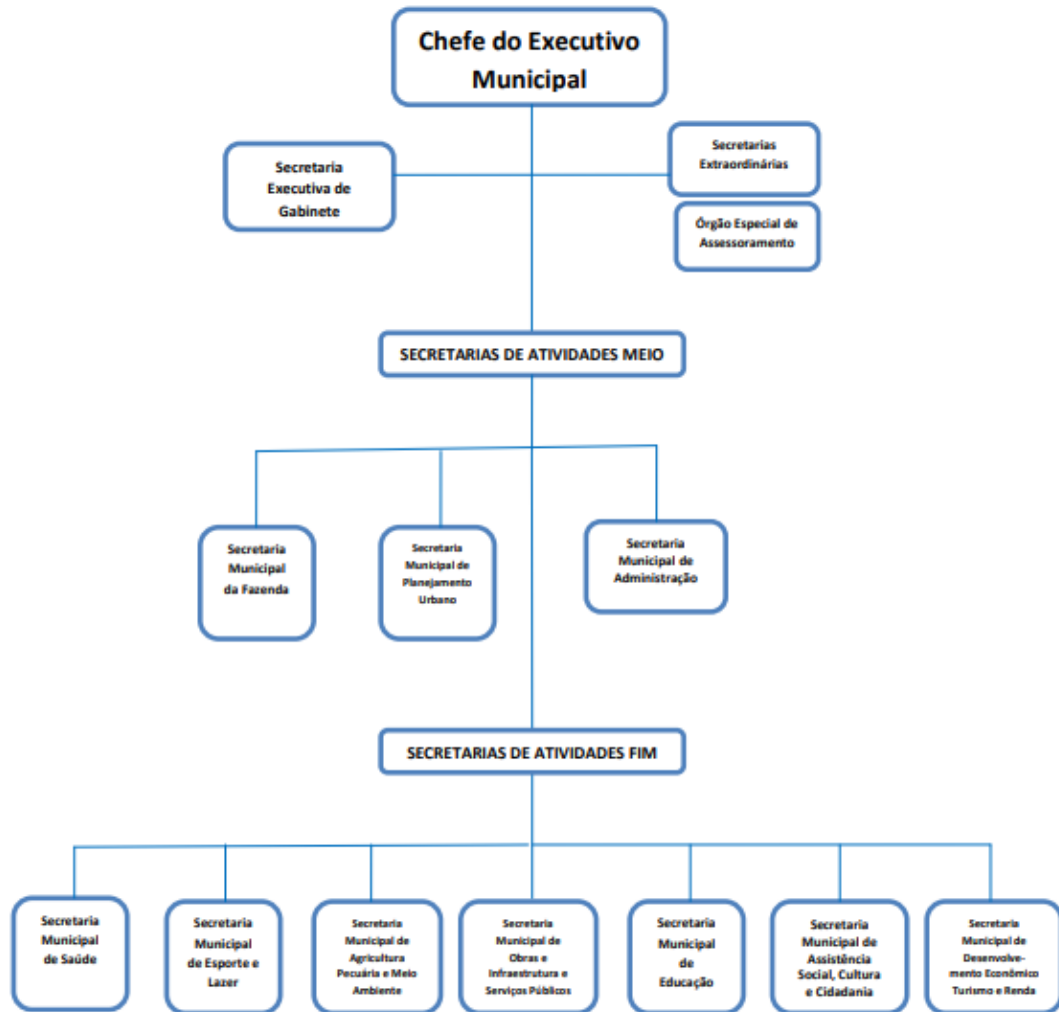 Chefe do Executivo
Municipal
Secretaria
Executiva de
Gabinete
Secretarias
Extraordinárias
Órgão Especial de
Assessoramento
SECRETARIAS DE ATIVIDADES MEIO
Secretaria
Municipal
da Fazenda
Secretaria
Municipal de
Planejamento
Urbano
Secretaria
Municipal de
Administração
SECRETARIAS DE ATIVIDADES FIM
Secretaria
Municipal
de Saúde
Secretaria
Municipal
de Esporte e
Lazer
Secretaria
Municipal de
Agricultura
Pecuária e Meio
Ambiente
Secretaria
Municipal de
Obras e
Infraestrutura e
Serviços Públicos
Secretaria
Municipal
de
Educação
Secretaria
Municipal de
Assistência
Social, Cultura
e Cidadania
Secretaria
Municipal de
Desenvolve-
mento Econômico
Turismo e Renda